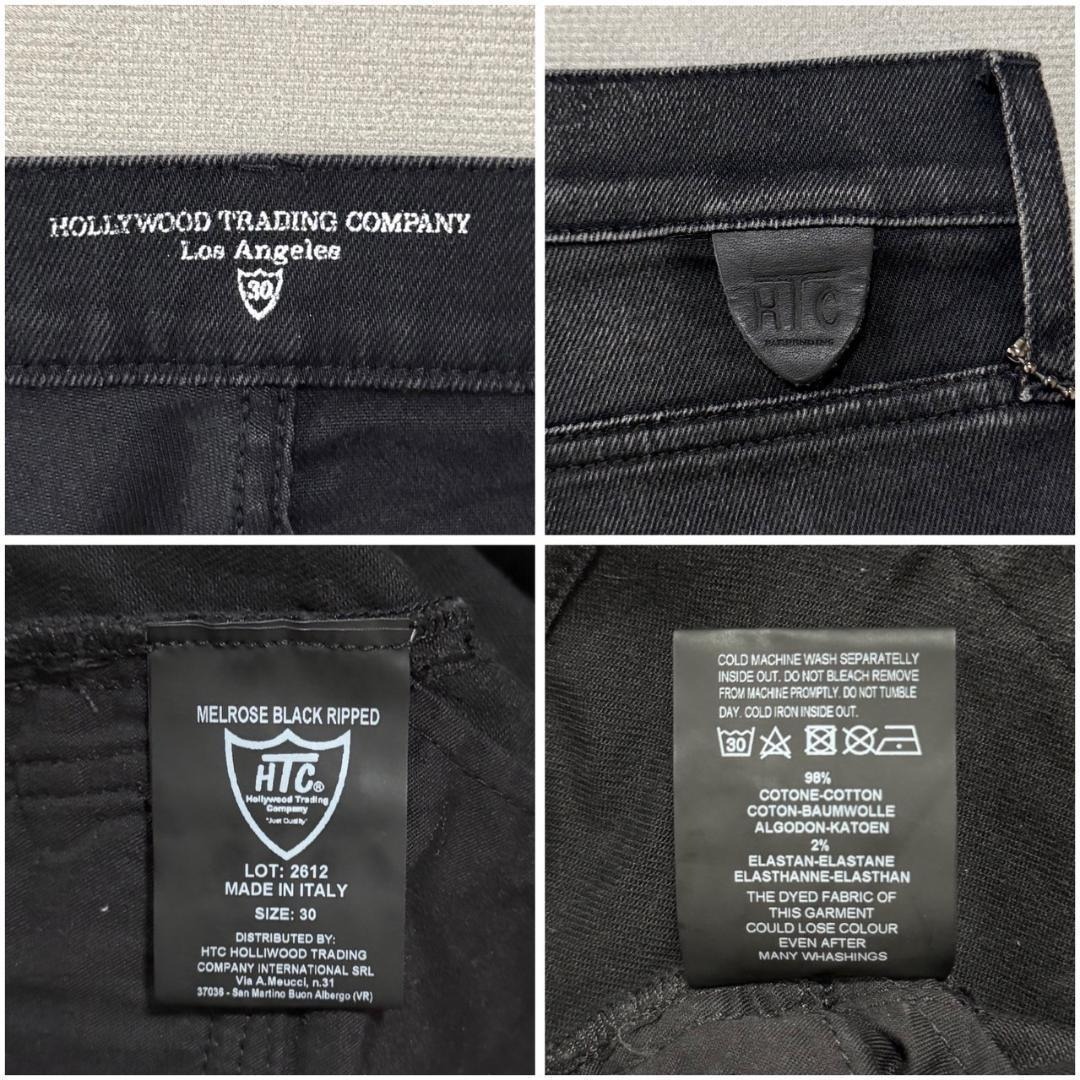 HOLLYWOOD TRADING COMPANY
Los Angeles
30
HTC
PAT.PENDING
MELROSE BLACK RIPPED
HTC®
Hollywood Trading
Company
"Just Quality"
LOT: 2612
MADE IN ITALY
SIZE: 30
DISTRIBUTED BY:
HTC HOLLIWOOD TRADING
COMPANY INTERNATIONAL SRL
Via A.Meucci, n.31
37036 - San Martino Buon Albergo (VR)
COLD MACHINE WASH SEPARATELLY
INSIDE OUT. DO NOT BLEACH REMOVE
FROM MACHINE PROMPTLY. DO NOT TUMBLE
DAY. COLD IRON INSIDE OUT.
30
98%
COTONE-COTTON
COTON-BAUMWOLLE
ALGODON-KATOEN
2%
ELASTAN-ELASTANE
ELASTHANNE-ELASTHAN
THE DYED FABRIC OF
THIS GARMENT
COULD LOSE COLOUR
EVEN AFTER
MANY WHASHINGS